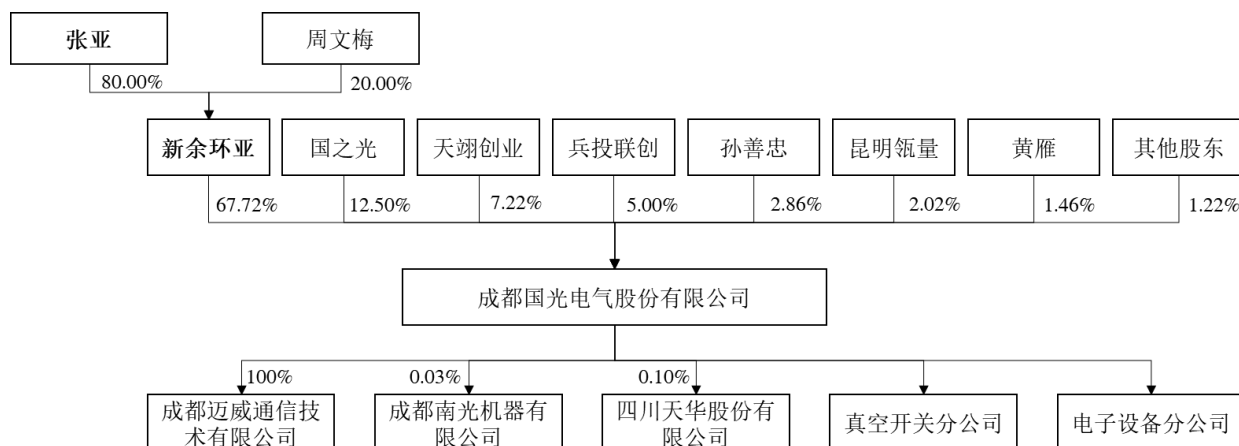 张亚
周文梅
80.00%
20.00%
新余环亚
国之光
天翊创业
兵投联创
孙善忠
昆明瓴量
黄雁
其他股东
67.72%
12.50%
7.22%
5.00%
2.86%
2.02%
1.46%
1.22%
成都国光电气股份有限公司
100%
0.03%
0.10%
成都迈威通信技
术有限公司
成都南光机器有
限公司
四川天华股份有
限公司
真空开关分公司
电子设备分公司